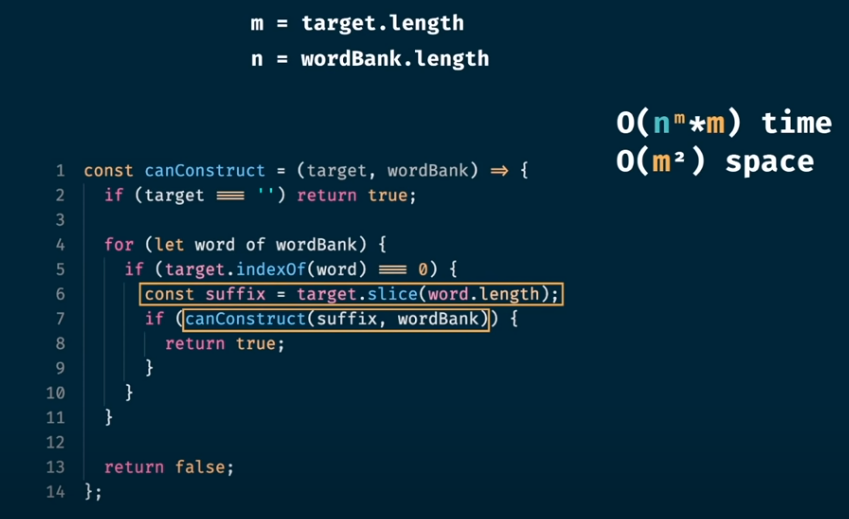 m = target.length
n = wordBank.length
O(nᵐ*m) time
O(m²) space
1 const canConstruct = (target, wordBank) => {
2 if (target === '') return true;
3
4 for (let word of wordBank) {
5 if (target.indexOf(word) === 0) {
6 const suffix = target.slice(word.length);
7 if (canConstruct(suffix, wordBank)) {
8 return true;
9 }
10 }
11 }
12
13 return false;
14 };